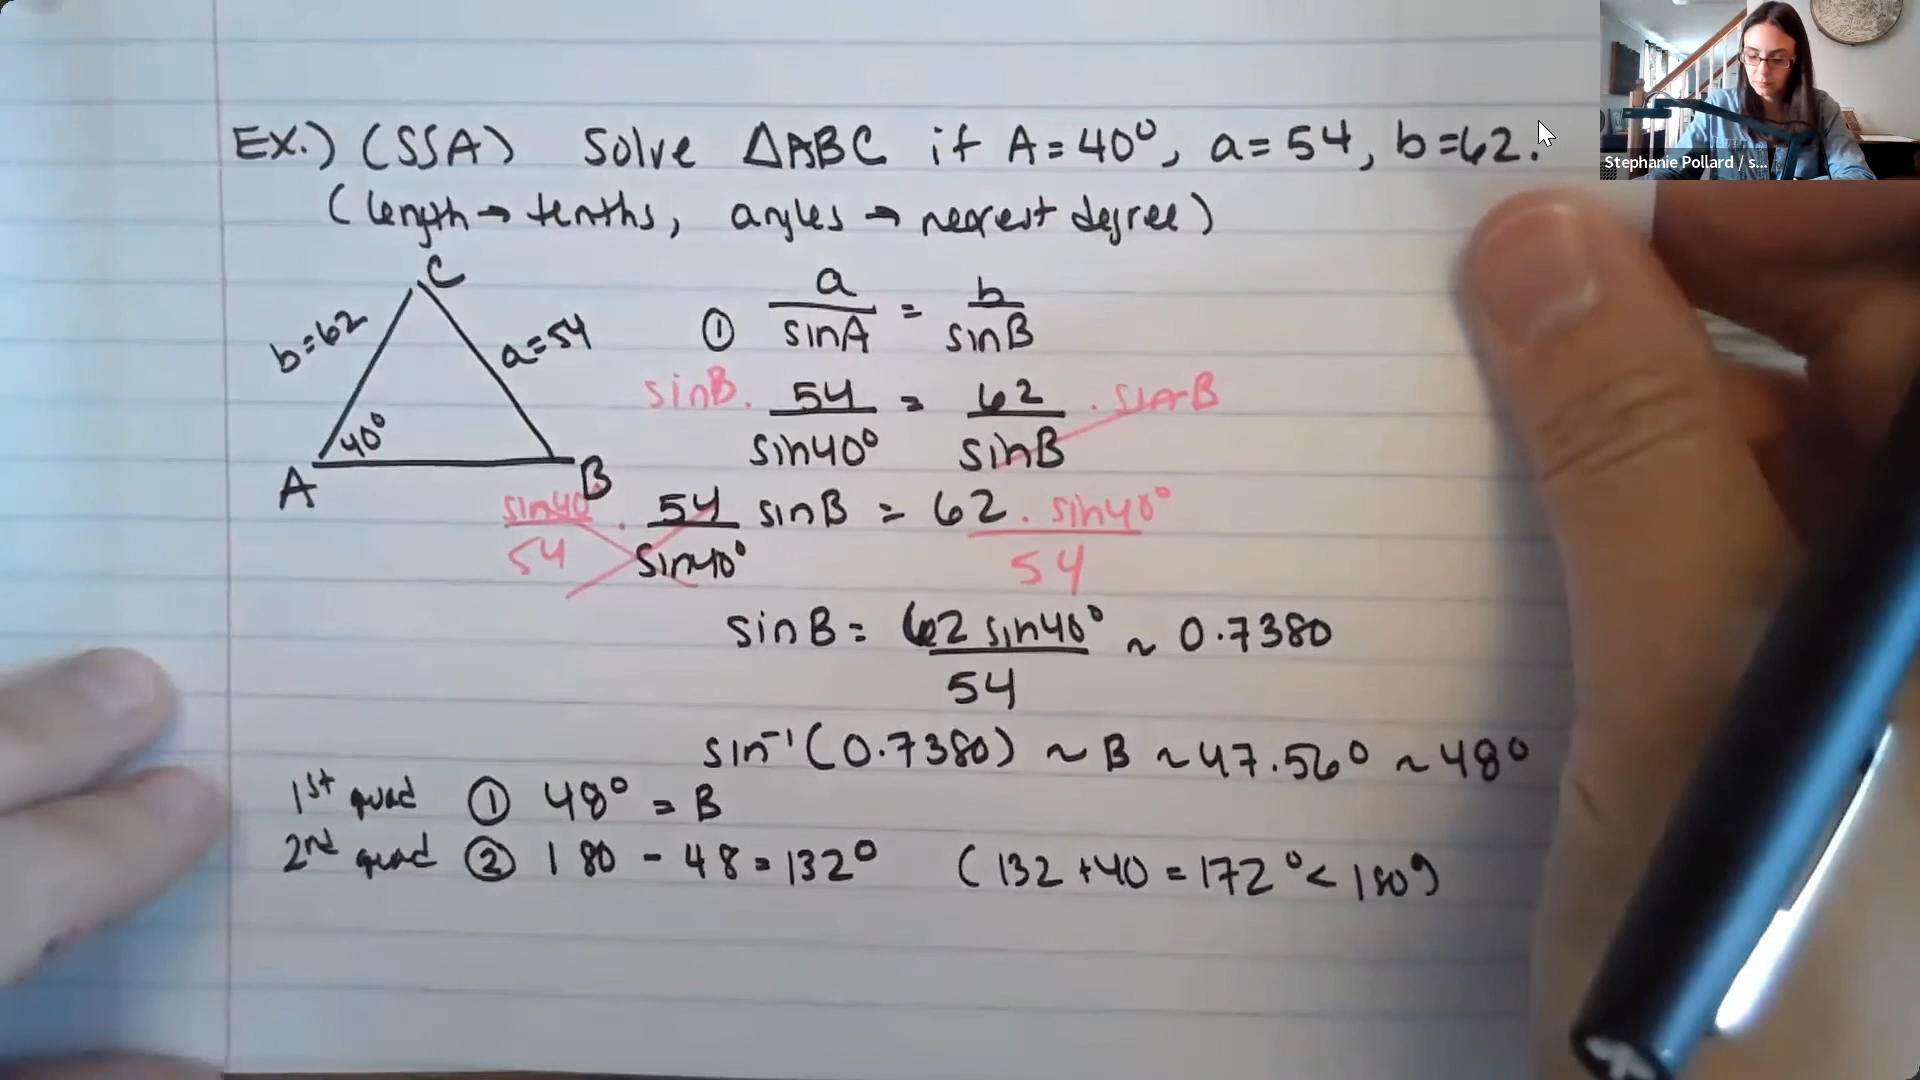 EX.) (SSA) Solve △ABC if A=40°, a=54, b=62.
(length → tenths, angles → nearest degree)
Stephanie Pollard / s...
C
b=62
a=54
40°
A
B
① a/sinA = b/sinB
sinB · 54/sin40° = 62/sinB · sinB
sin40°/54 · 54/sin40° sinB = 62 · sin40°/54
sinB = 62 sin40°/54 ~ 0.7380
sin⁻¹(0.7380) ~ B ~ 47.56° ~ 48°
1st quad ① 48° = B
2nd quad ② 180 - 48 = 132° (132 + 40 = 172° < 180°)